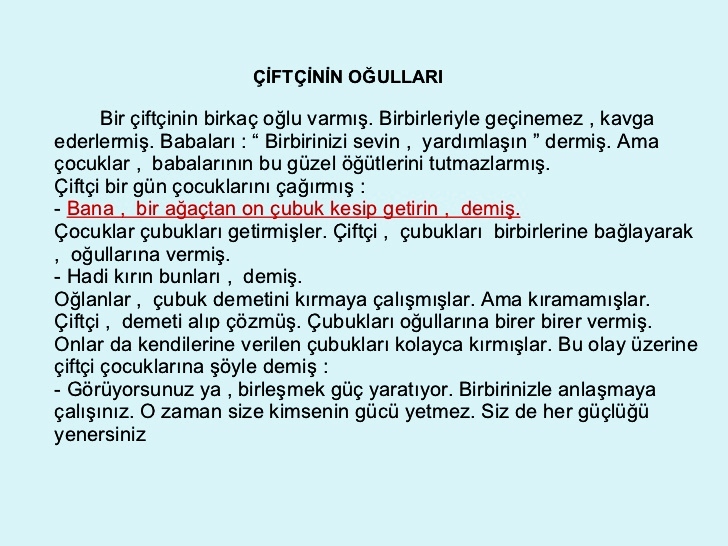 ÇİFTÇİNİN OĞULLARI
Bir çiftçinin birkaç oğlu varmış. Birbirleriyle geçinemez , kavga
ederlermiş. Babaları : “ Birbirinizi sevin , yardımlaşın ” dermiş. Ama
çocuklar , babalarının bu güzel öğütlerini tutmazlarmış.
Çiftçi bir gün çocuklarını çağırmış :
- Bana , bir ağaçtan on çubuk kesip getirin , demiş.
Çocuklar çubukları getirmişler. Çiftçi , çubukları birbirlerine bağlayarak
, oğullarına vermiş.
- Hadi kırın bunları , demiş.
Oğlanlar , çubuk demetini kırmaya çalışmışlar. Ama kıramamışlar.
Çiftçi , demeti alıp çözmüş. Çubukları oğullarına birer birer vermiş.
Onlar da kendilerine verilen çubukları kolayca kırmışlar. Bu olay üzerine
çiftçi çocuklarına şöyle demiş :
- Görüyorsunuz ya , birleşmek güç yaratıyor. Birbirinizle anlaşmaya
çalışınız. O zaman size kimsenin gücü yetmez. Siz de her güçlüğü
yenersiniz